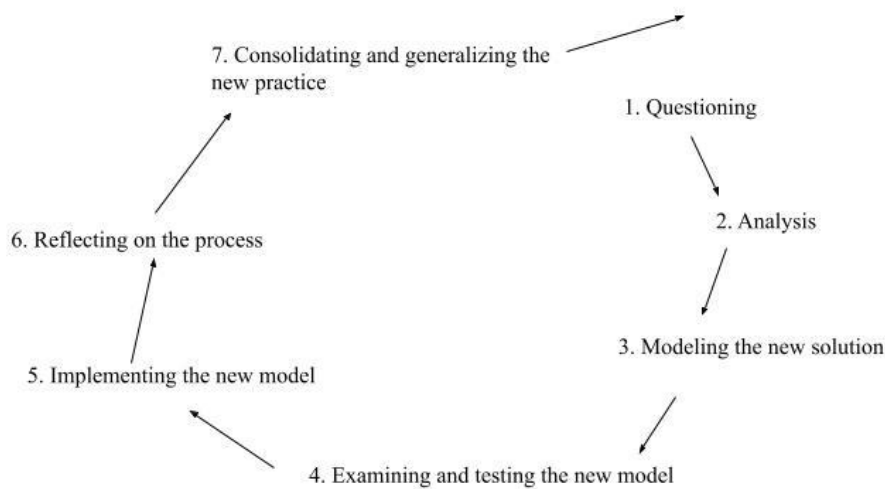 7. Consolidating and generalizing the
new practice
1. Questioning
2. Analysis
6. Reflecting on the process
3. Modeling the new solution
5. Implementing the new model
4. Examining and testing the new model